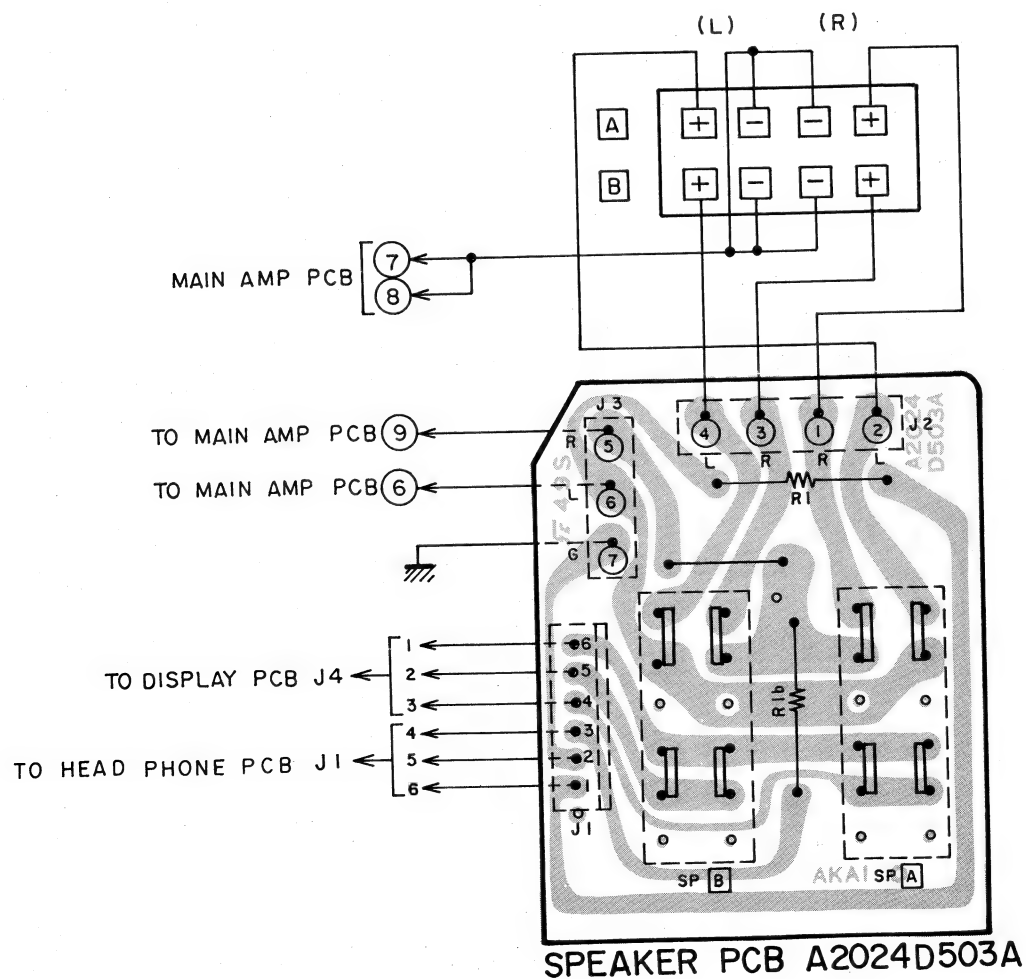 (L) (R)
A + − − +
B + − − +
MAIN AMP PCB 7
8
J3
4 3 1 2 J2
L R R L
A2024
D503A
TO MAIN AMP PCB 9 R 5
TO MAIN AMP PCB 6 L 6
R1
G 7
TO DISPLAY PCB J4
1 6
2 5
3 4
TO HEAD PHONE PCB J1
4 3
5 2
6 1
J1
R1b
SP B
AKAI
SP A
SPEAKER PCB A2024D503A